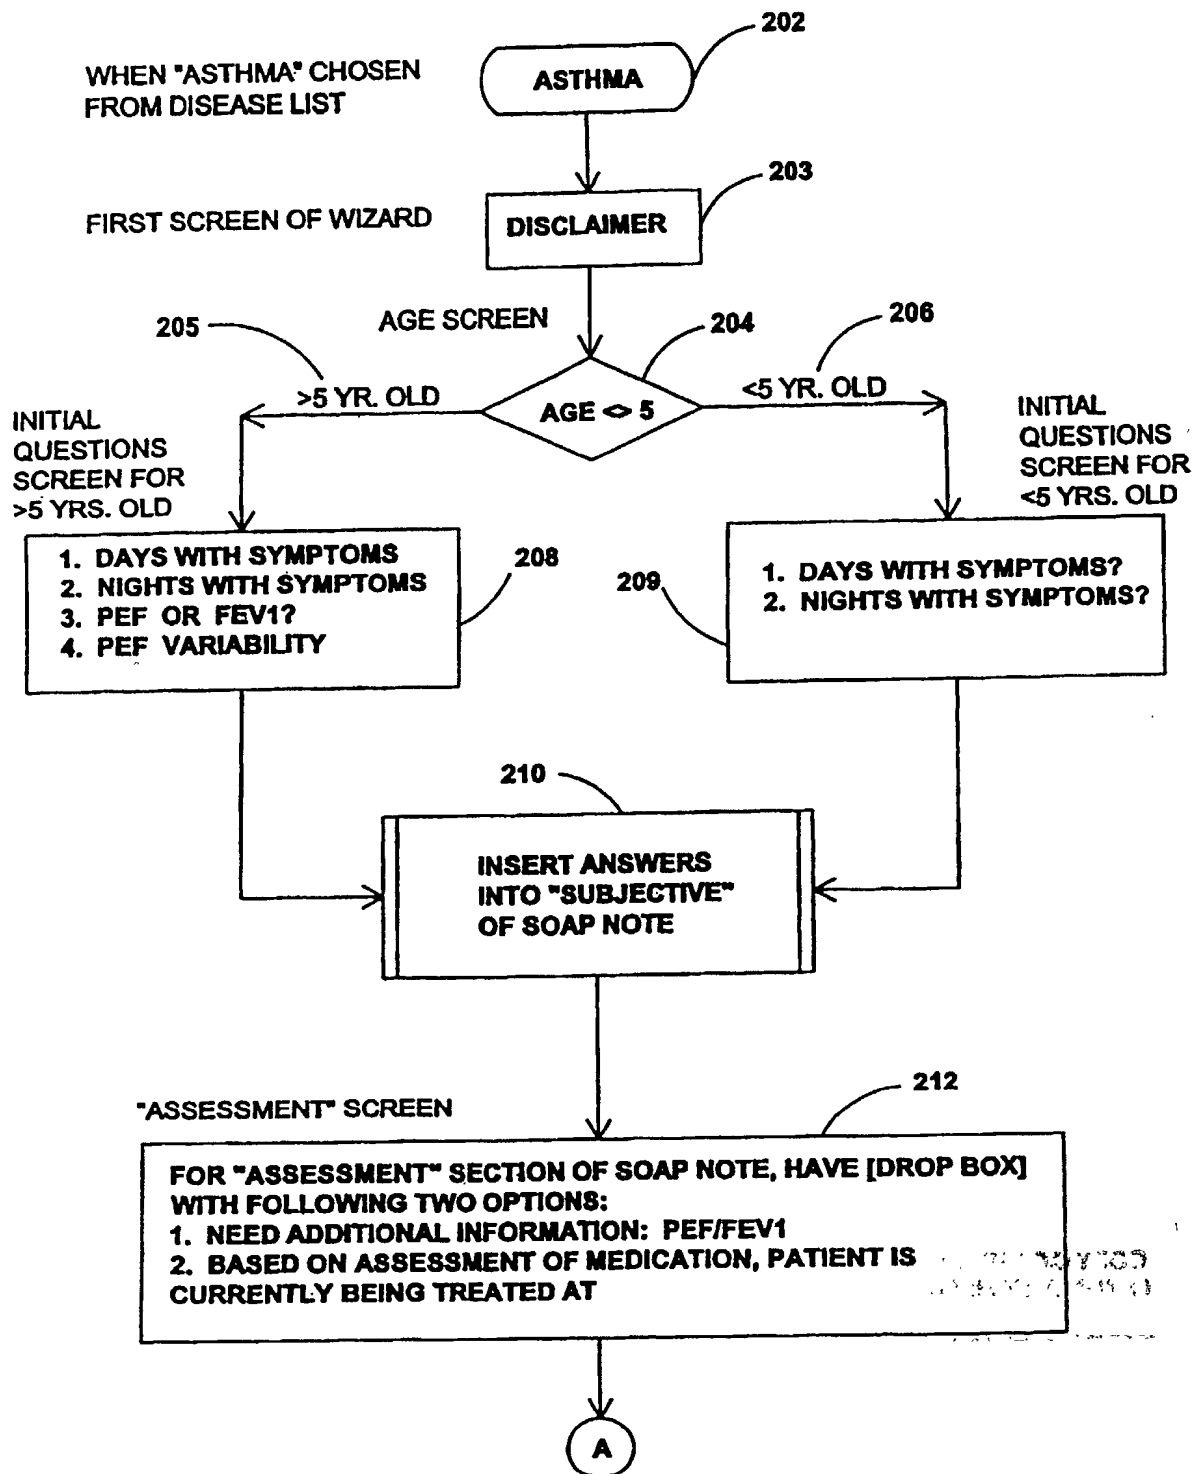 202
WHEN "ASTHMA" CHOSEN
FROM DISEASE LIST
ASTHMA
203
FIRST SCREEN OF WIZARD
DISCLAIMER
205
AGE SCREEN
204
206
>5 YR. OLD
AGE <> 5
<5 YR. OLD
INITIAL
QUESTIONS
SCREEN FOR
>5 YRS. OLD
INITIAL
QUESTIONS
SCREEN FOR
<5 YRS. OLD
1. DAYS WITH SYMPTOMS
2. NIGHTS WITH SYMPTOMS
3. PEF OR FEV1?
4. PEF VARIABILITY
208
209
1. DAYS WITH SYMPTOMS?
2. NIGHTS WITH SYMPTOMS?
210
INSERT ANSWERS
INTO "SUBJECTIVE"
OF SOAP NOTE
212
"ASSESSMENT" SCREEN
FOR "ASSESSMENT" SECTION OF SOAP NOTE, HAVE [DROP BOX]
WITH FOLLOWING TWO OPTIONS:
1. NEED ADDITIONAL INFORMATION: PEF/FEV1
2. BASED ON ASSESSMENT OF MEDICATION, PATIENT IS
CURRENTLY BEING TREATED AT
A